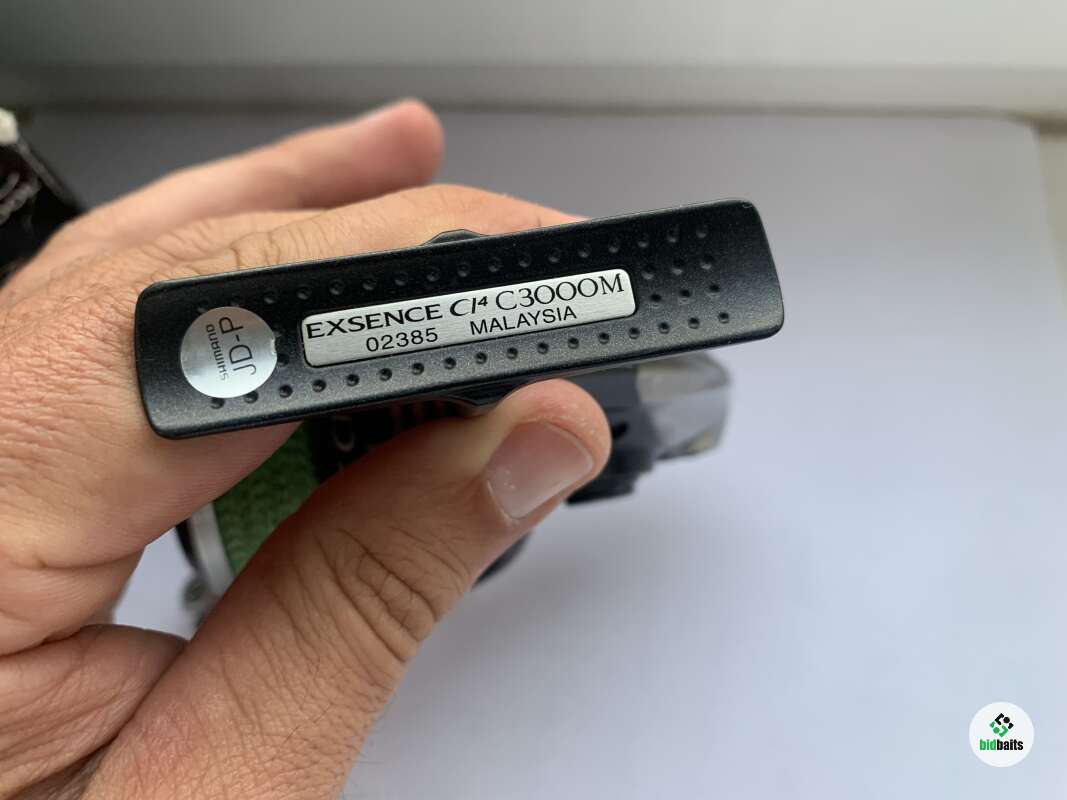 EXSENCE CI4 C3000M
02385 MALAYSIA
JD-P
SHIMANO
bidbaits